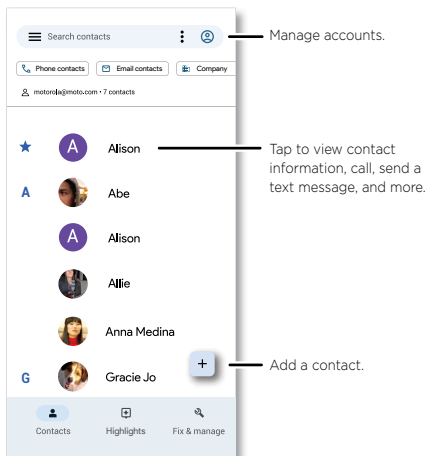 Search contacts
Manage accounts.
Phone contacts
Email contacts
Company
motorola@moto.com • 7 contacts
A
Alison
Tap to view contact
information, call, send a
text message, and more.
A
Abe
A
Alison
Allie
Anna Medina
+
Add a contact.
G
Gracie Jo
Contacts
Highlights
Fix & manage